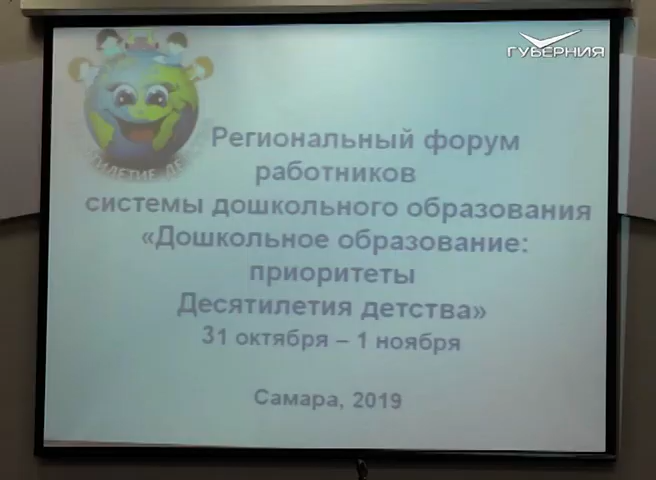 ГУБЕРНИЯ
Региональный форум
работников
системы дошкольного образования
«Дошкольное образование:
приоритеты
Десятилетия детства»
31 октября – 1 ноября
Самара, 2019